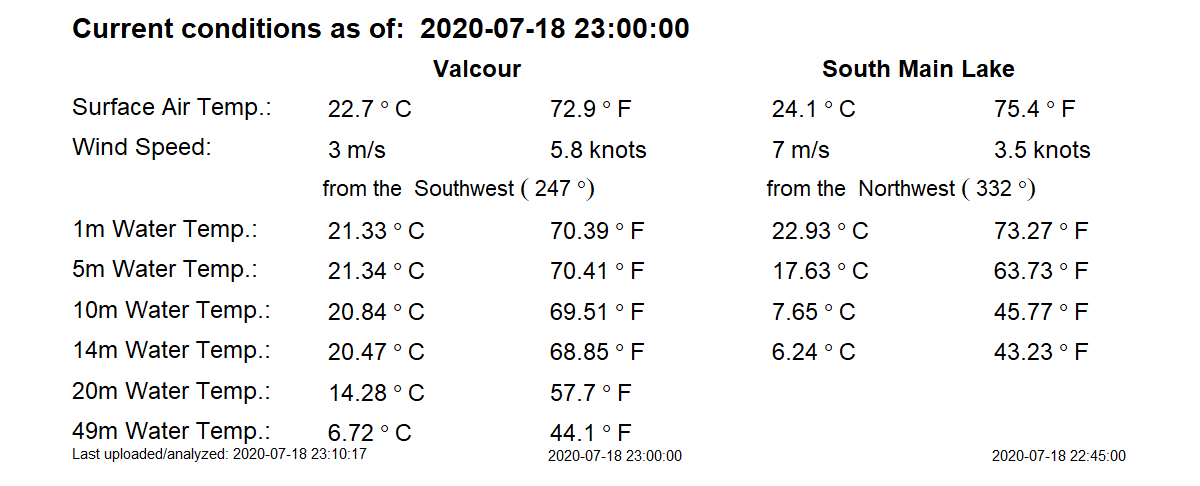 Current conditions as of: 2020-07-18 23:00:00
Valcour South Main Lake
Surface Air Temp.: 22.7 ° C 72.9 ° F 24.1 ° C 75.4 ° F
Wind Speed: 3 m/s 5.8 knots 7 m/s 3.5 knots
from the Southwest ( 247 °) from the Northwest ( 332 °)
1m Water Temp.: 21.33 ° C 70.39 ° F 22.93 ° C 73.27 ° F
5m Water Temp.: 21.34 ° C 70.41 ° F 17.63 ° C 63.73 ° F
10m Water Temp.: 20.84 ° C 69.51 ° F 7.65 ° C 45.77 ° F
14m Water Temp.: 20.47 ° C 68.85 ° F 6.24 ° C 43.23 ° F
20m Water Temp.: 14.28 ° C 57.7 ° F
49m Water Temp.: 6.72 ° C 44.1 ° F
Last uploaded/analyzed: 2020-07-18 23:10:17 2020-07-18 23:00:00 2020-07-18 22:45:00